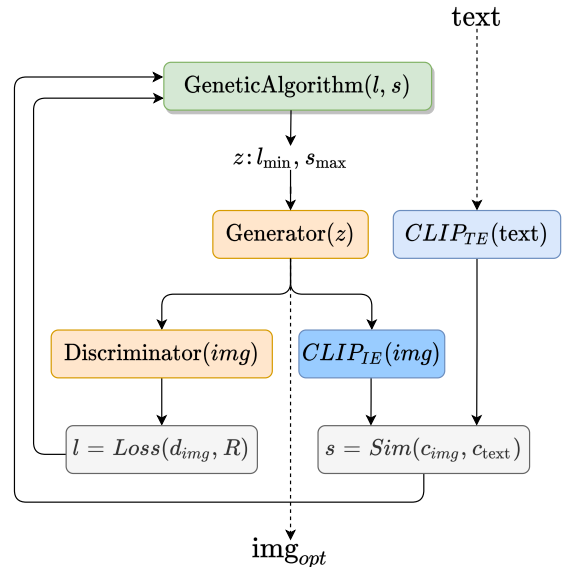 text
GeneticAlgorithm(l, s)
z: l_min, s_max
Generator(z)
CLIP_TE(text)
Discriminator(img)
CLIP_IE(img)
l = Loss(d_img, R)
s = Sim(c_img, c_text)
img_opt